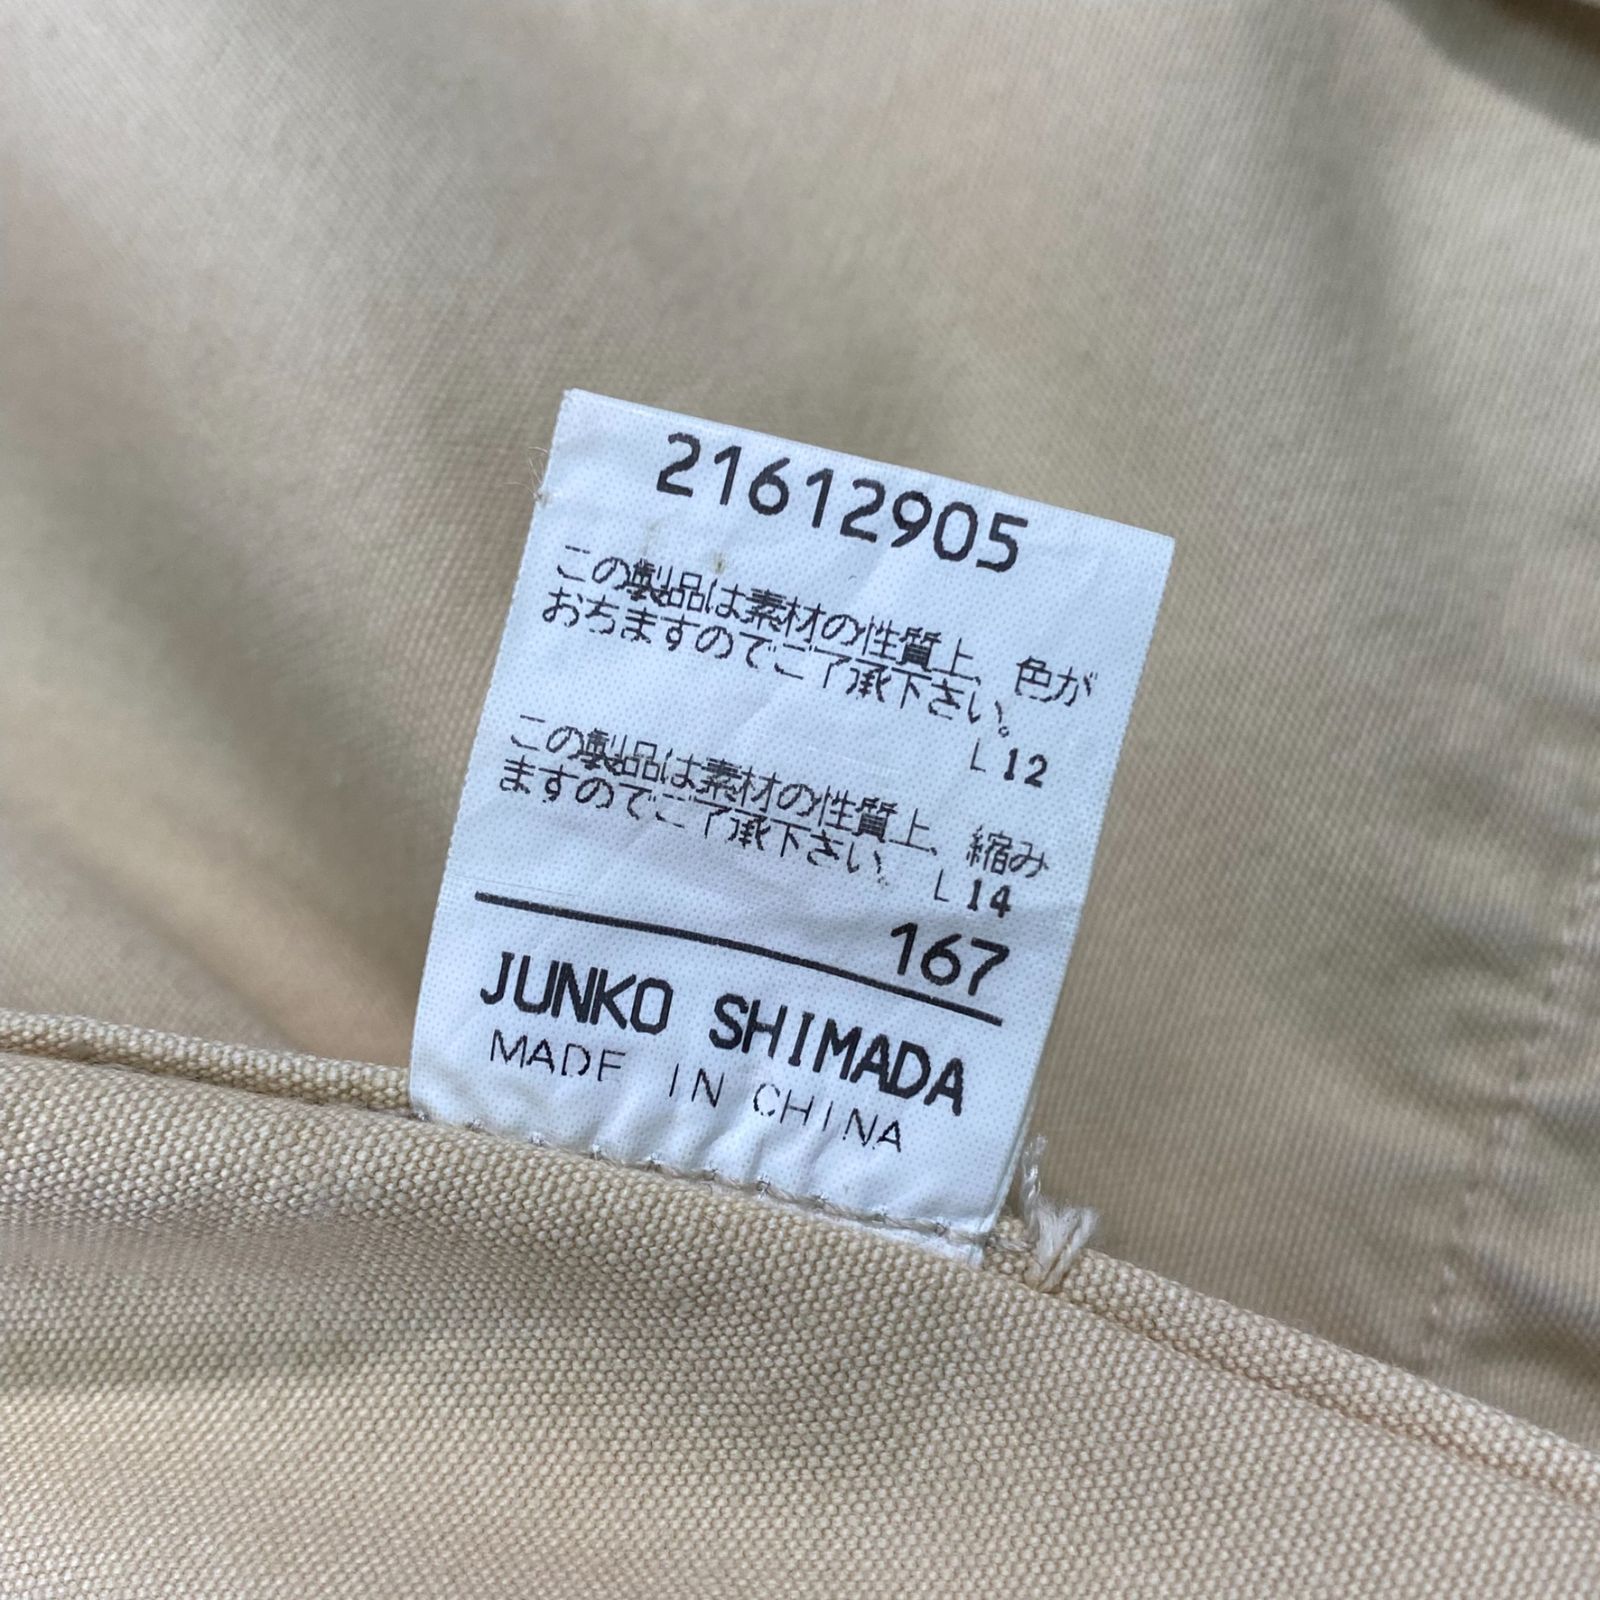 21612905
この製品は素材の性質上、色が
おちますのでご了承下さい。
L 12
この製品は素材の性質上、縮み
ますのでご了承下さい。
L 14
167
JUNKO SHIMADA
MADE IN CHINA